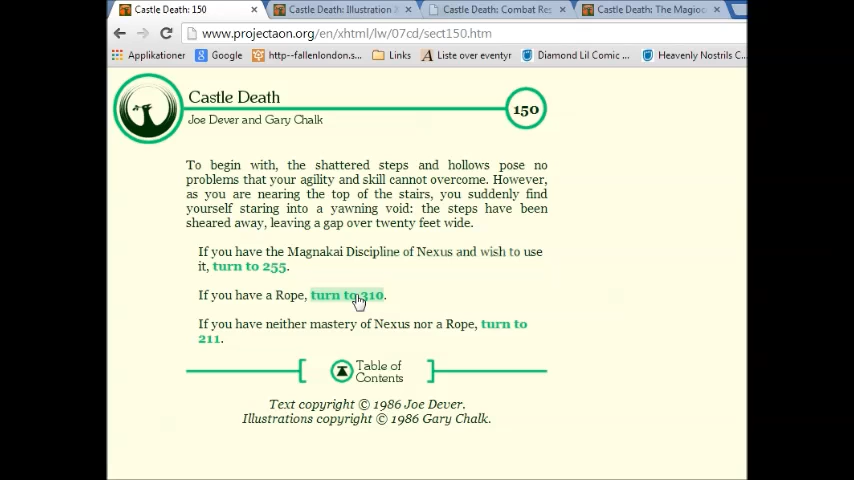 Castle Death: 150
Castle Death: Illustration
Castle Death: Combat Re
Castle Death: The Magic
www.projectaon.org/en/xhtml/lw/07cd/sect150.htm
Applikationer
Google
http--fallenlondon.su...
Links
Liste over eventyr
Diamond Lil Comic ...
Heavenly Nostrils C
Castle Death
150
Joe Dever and Gary Chalk
To begin with, the shattered steps and hollows pose no
problems that your agility and skill cannot overcome. However,
as you are nearing the top of the stairs, you suddenly find
yourself staring into a yawning void: the steps have been
sheared away, leaving a gap over twenty feet wide.
If you have the Magnakai Discipline of Nexus and wish to use
it, turn to 255.
If you have a Rope, turn to 310.
If you have neither mastery of Nexus nor a Rope, turn to
211.
Table of
Contents
Text copyright © 1986 Joe Dever.
Illustrations copyright © 1986 Gary Chalk.